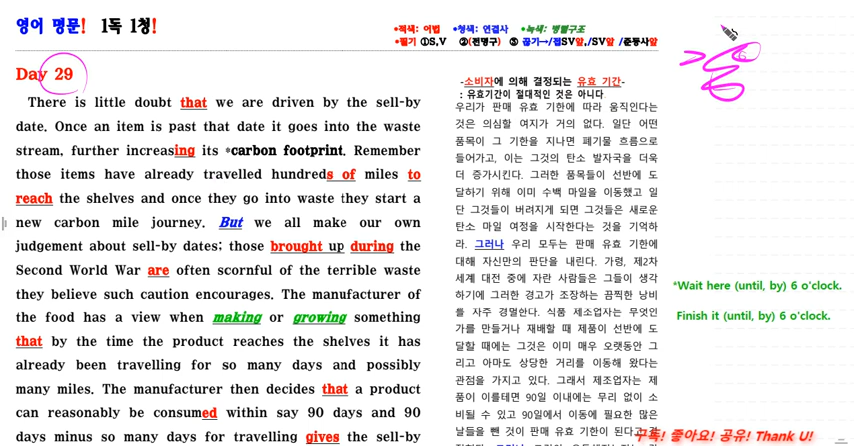 영어 명문! 1독 1청!
*적색: 어법 *청색: 연결사 *녹색: 병렬구조
*필기 ①S,V ②(전명구) ③ 끊기→/접SV앞,/SV앞 /준동사앞
Day 29
There is little doubt that we are driven by the sell-by
date. Once an item is past that date it goes into the waste
stream, further increasing its *carbon footprint. Remember
those items have already travelled hundreds of miles to
reach the shelves and once they go into waste they start a
new carbon mile journey. But we all make our own
judgement about sell-by dates; those brought up during the
Second World War are often scornful of the terrible waste
they believe such caution encourages. The manufacturer of
the food has a view when making or growing something
that by the time the product reaches the shelves it has
already been travelling for so many days and possibly
many miles. The manufacturer then decides that a product
can reasonably be consumed within say 90 days and 90
days minus so many days for travelling gives the sell-by
-소비자에 의해 결정되는 유효 기간-
: 유효기간이 절대적인 것은 아니다.
우리가 판매 유효 기한에 따라 움직인다는
것은 의심할 여지가 거의 없다. 일단 어떤
품목이 그 기한을 지나면 폐기물 흐름으로
들어가고, 이는 그것의 탄소 발자국을 더욱
더 증가시킨다. 그러한 품목들이 선반에 도
달하기 위해 이미 수백 마일을 이동했고 일
단 그것들이 버려지게 되면 그것들은 새로운
탄소 마일 여정을 시작한다는 것을 기억하
라. 그러나 우리 모두는 판매 유효 기한에
대해 자신만의 판단을 내린다. 가령, 제2차
세계 대전 중에 자란 사람들은 그들이 생각
하기에 그러한 경고가 조장하는 끔찍한 낭비
를 자주 경멸한다. 식품 제조업자는 무엇인
가를 만들거나 재배할 때 제품이 선반에 도
달할 때에는 그것은 이미 매우 오랫동안 그
리고 아마도 상당한 거리를 이동해 왔다는
관점을 가지고 있다. 그래서 제조업자는 제
품이 이를테면 90일 이내에는 무리 없이 소
비될 수 있고 90일에서 이동에 필요한 많은
날들을 뺀 것이 판매 유효 기한이 된다고
*Wait here (until, by) 6 o'clock.
Finish it (until, by) 6 o'clock.
구독! 좋아요! 공유! Thank U!